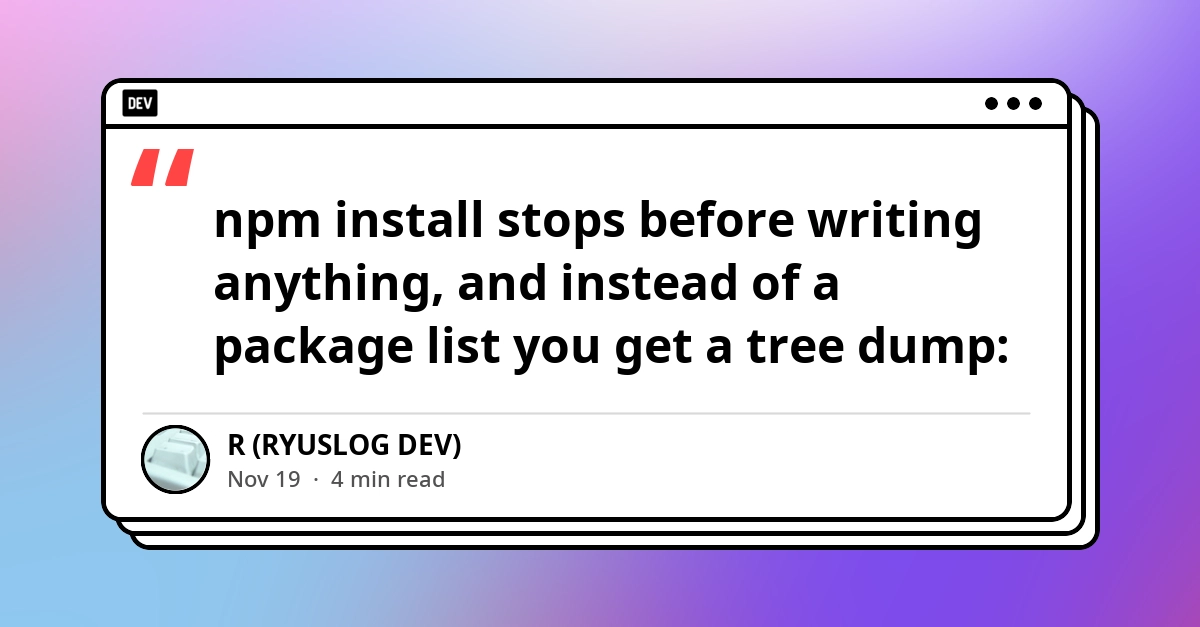 DEV
npm install stops before writing
anything, and instead of a
package list you get a tree dump:
R (RYUSLOG DEV)
Nov 19 · 4 min read